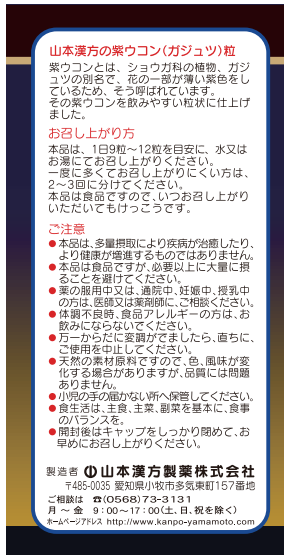 山本漢方の紫ウコン(ガジュツ)粒
紫ウコンとは、ショウガ科の植物、ガジ
ュツの別名で、花の一部が薄い紫色をし
ているため、そう呼ばれています。
その紫ウコンを飲みやすい粒状に仕上げ
ました。
お召し上がり方
本品は、1日9粒〜12粒を目安に、水又は
お湯にてお召し上がりください。
一度に多くてお召し上がりにくい方は、
2〜3回に分けてください。
本品は食品ですので、いつお召し上がり
いただいてもけっこうです。
ご注意
●本品は、多量摂取により疾病が治癒したり、
より健康が増進するものではありません。
●本品は食品ですが、必要以上に大量に摂
ることを避けてください。
●薬の服用中又は、通院中、妊娠中、授乳中
の方は、医師又は薬剤師に、ご相談ください。
●体調不良時、食品アレルギーの方は、お
飲みにならないでください。
●万一からだに変調がでましたら、直ちに、
ご使用を中止してください。
●天然の素材原料ですので、色、風味が変
化する場合がありますが、品質には問題
ありません。
●小児の手の届かない所へ保管してください。
●食生活は、主食、主菜、副菜を基本に、食事
のバランスを。
●開封後はキャップをしっかり閉めて、お
早めにお召し上がりください。
製造者 山本漢方製薬株式会社
〒485-0035 愛知県小牧市多気東町157番地
ご相談は ☎(0568)73-3131
月〜金 9:00〜17:00(土、日、祝を除く)
ホームページアドレス http://www.kanpo-yamamoto.com/